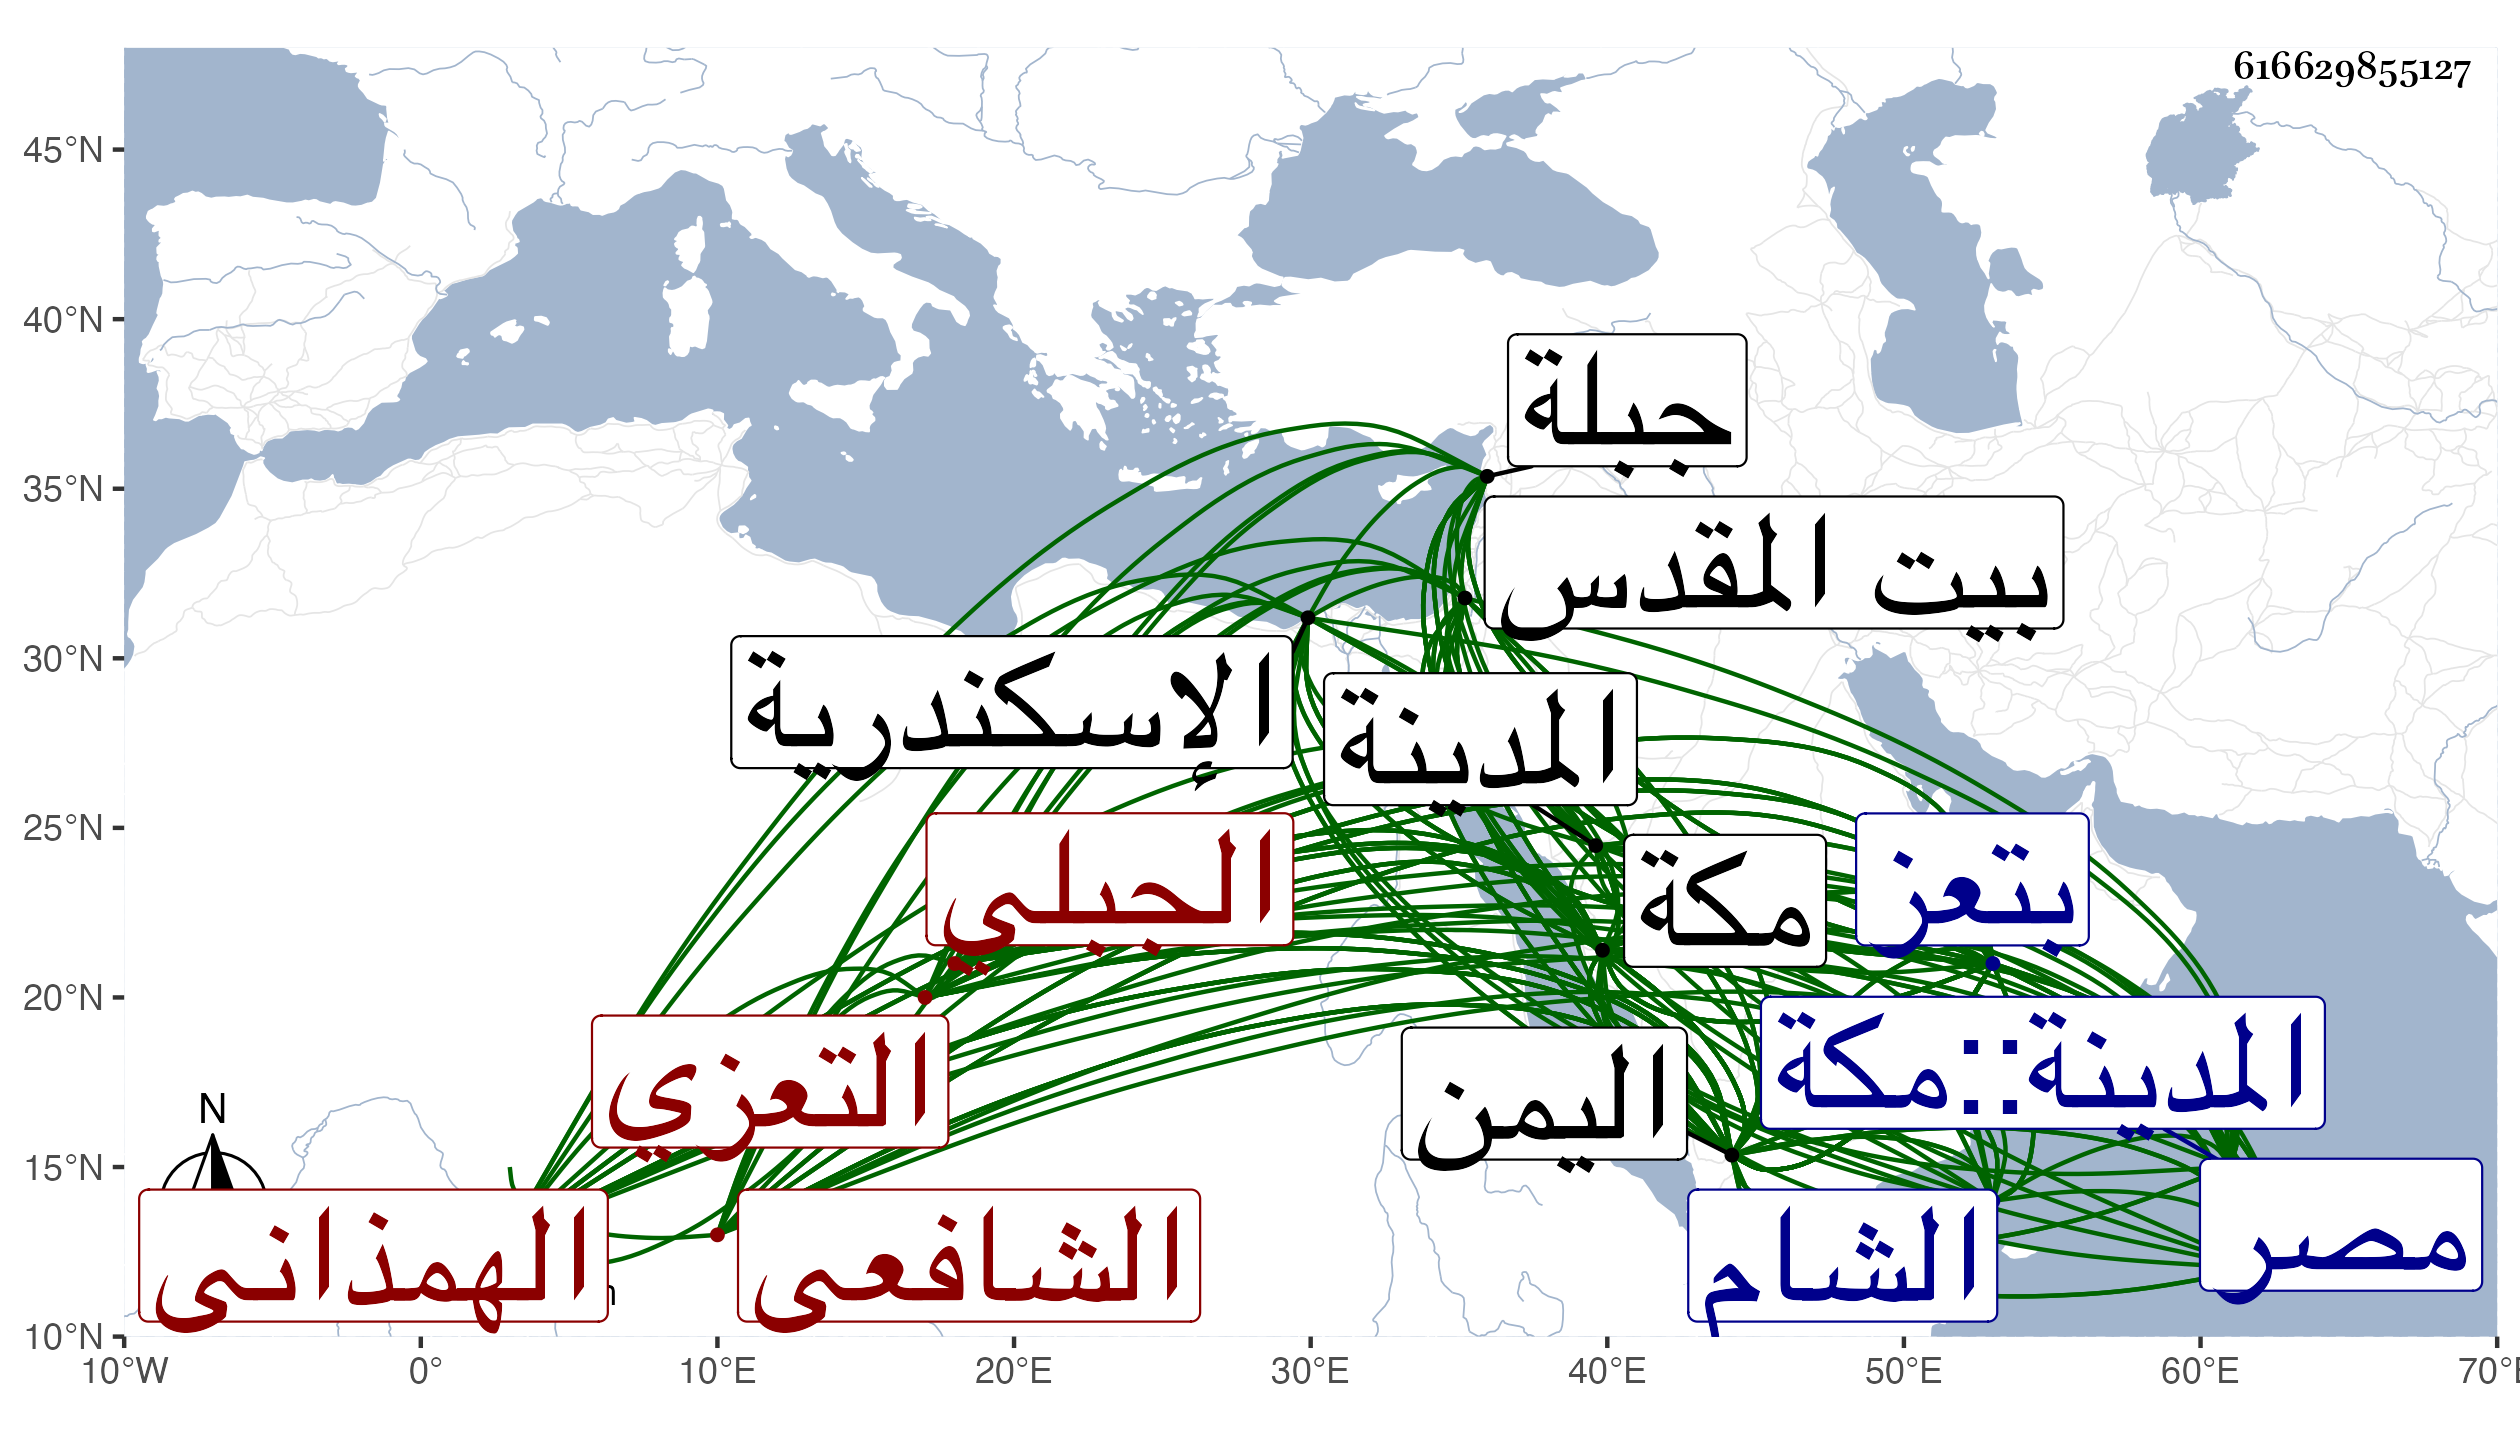 616629855127
45°N
40°N
35°N
30°N
25°N
20°N
15°N
10°N
10°W
0°
10°E
20°E
30°E
40°E
50°E
60°E
70°E
N
جبلة
بيت المقدس
الإسكندرية
المدينة
الجبلي
مكة
بتعز
التعزي
اليمن
المدينة::مكة
الهمذانى
الشافعى
الشام
مصر